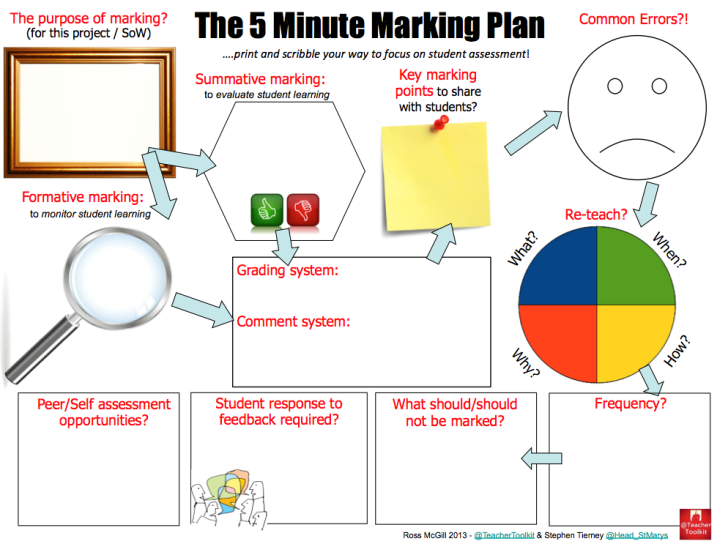 The purpose of marking?
(for this project / SoW)
The 5 Minute Marking Plan
....print and scribble your way to focus on student assessment!
Common Errors?!
Summative marking:
to evaluate student learning
Key marking
points to share
with students?
Formative marking:
to monitor student learning
Re-teach?
What?
When?
Why?
How?
Grading system:
Comment system:
Peer/Self assessment
opportunities?
Student response to
feedback required?
What should/should
not be marked?
Frequency?
@Teacher
Toolkit
Ross McGill 2013 - @TeacherToolkit & Stephen Tierney @Head_StMarys